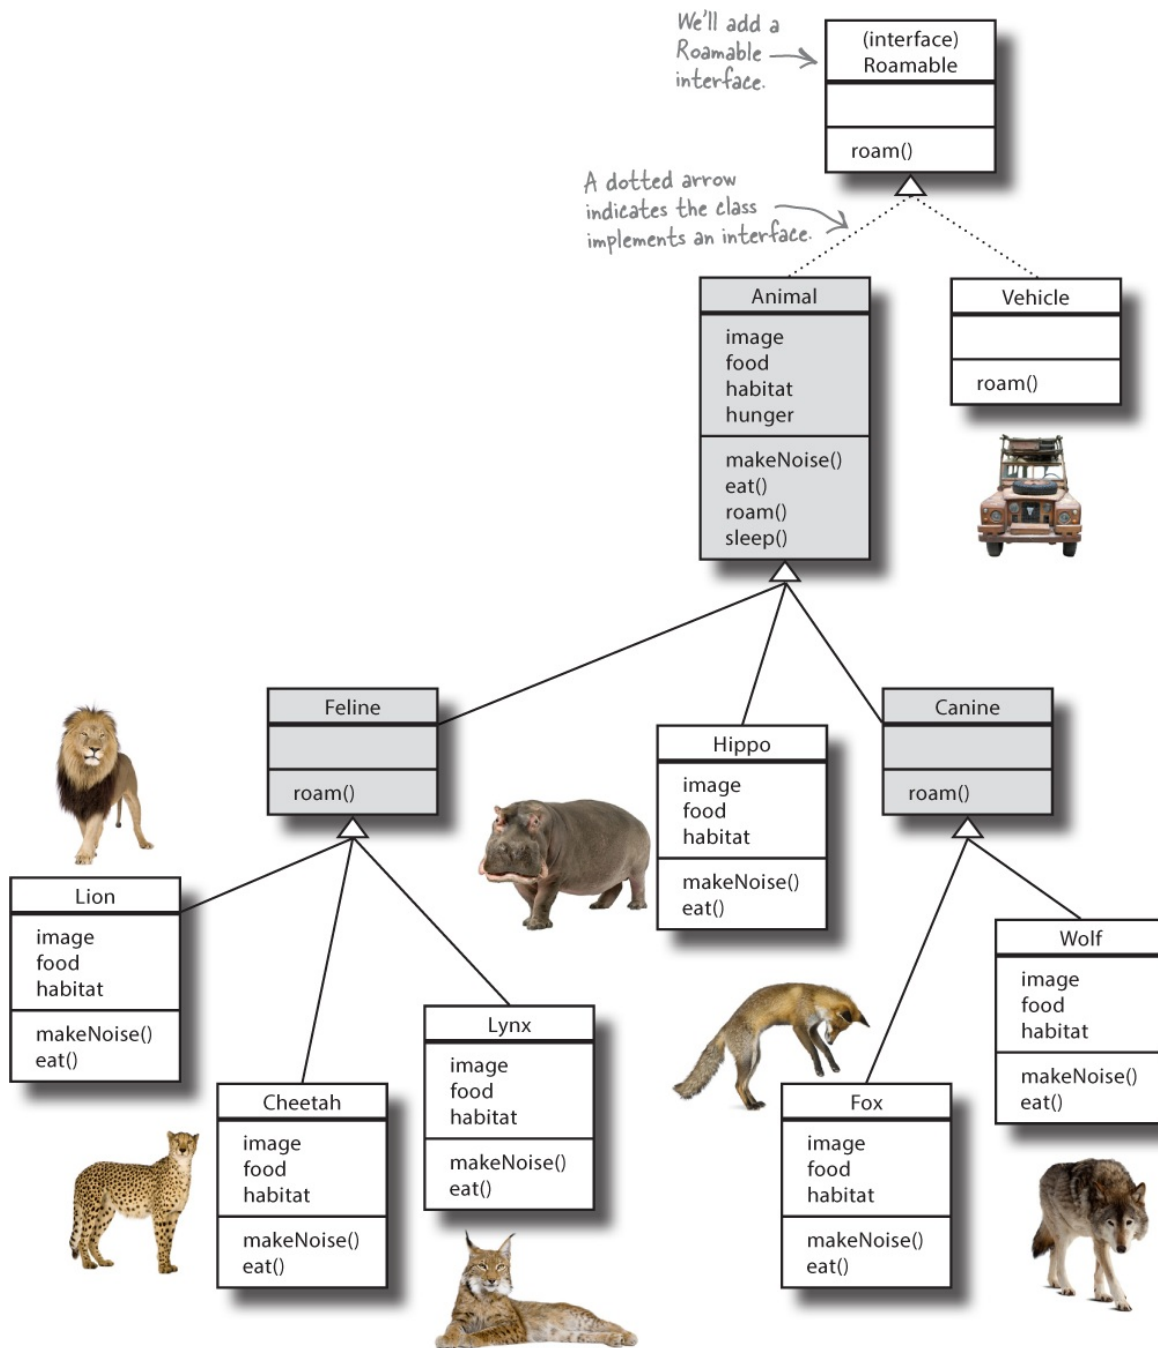 We'll add a
Roamable
interface.
(interface)
Roamable
roam()
A dotted arrow
indicates the class
implements an interface.
Animal
image
food
habitat
hunger
makeNoise()
eat()
roam()
sleep()
Vehicle
roam()
Feline
roam()
Hippo
image
food
habitat
makeNoise()
eat()
Canine
roam()
Lion
image
food
habitat
makeNoise()
eat()
Cheetah
image
food
habitat
makeNoise()
eat()
Lynx
image
food
habitat
makeNoise()
eat()
Fox
image
food
habitat
makeNoise()
eat()
Wolf
image
food
habitat
makeNoise()
eat()